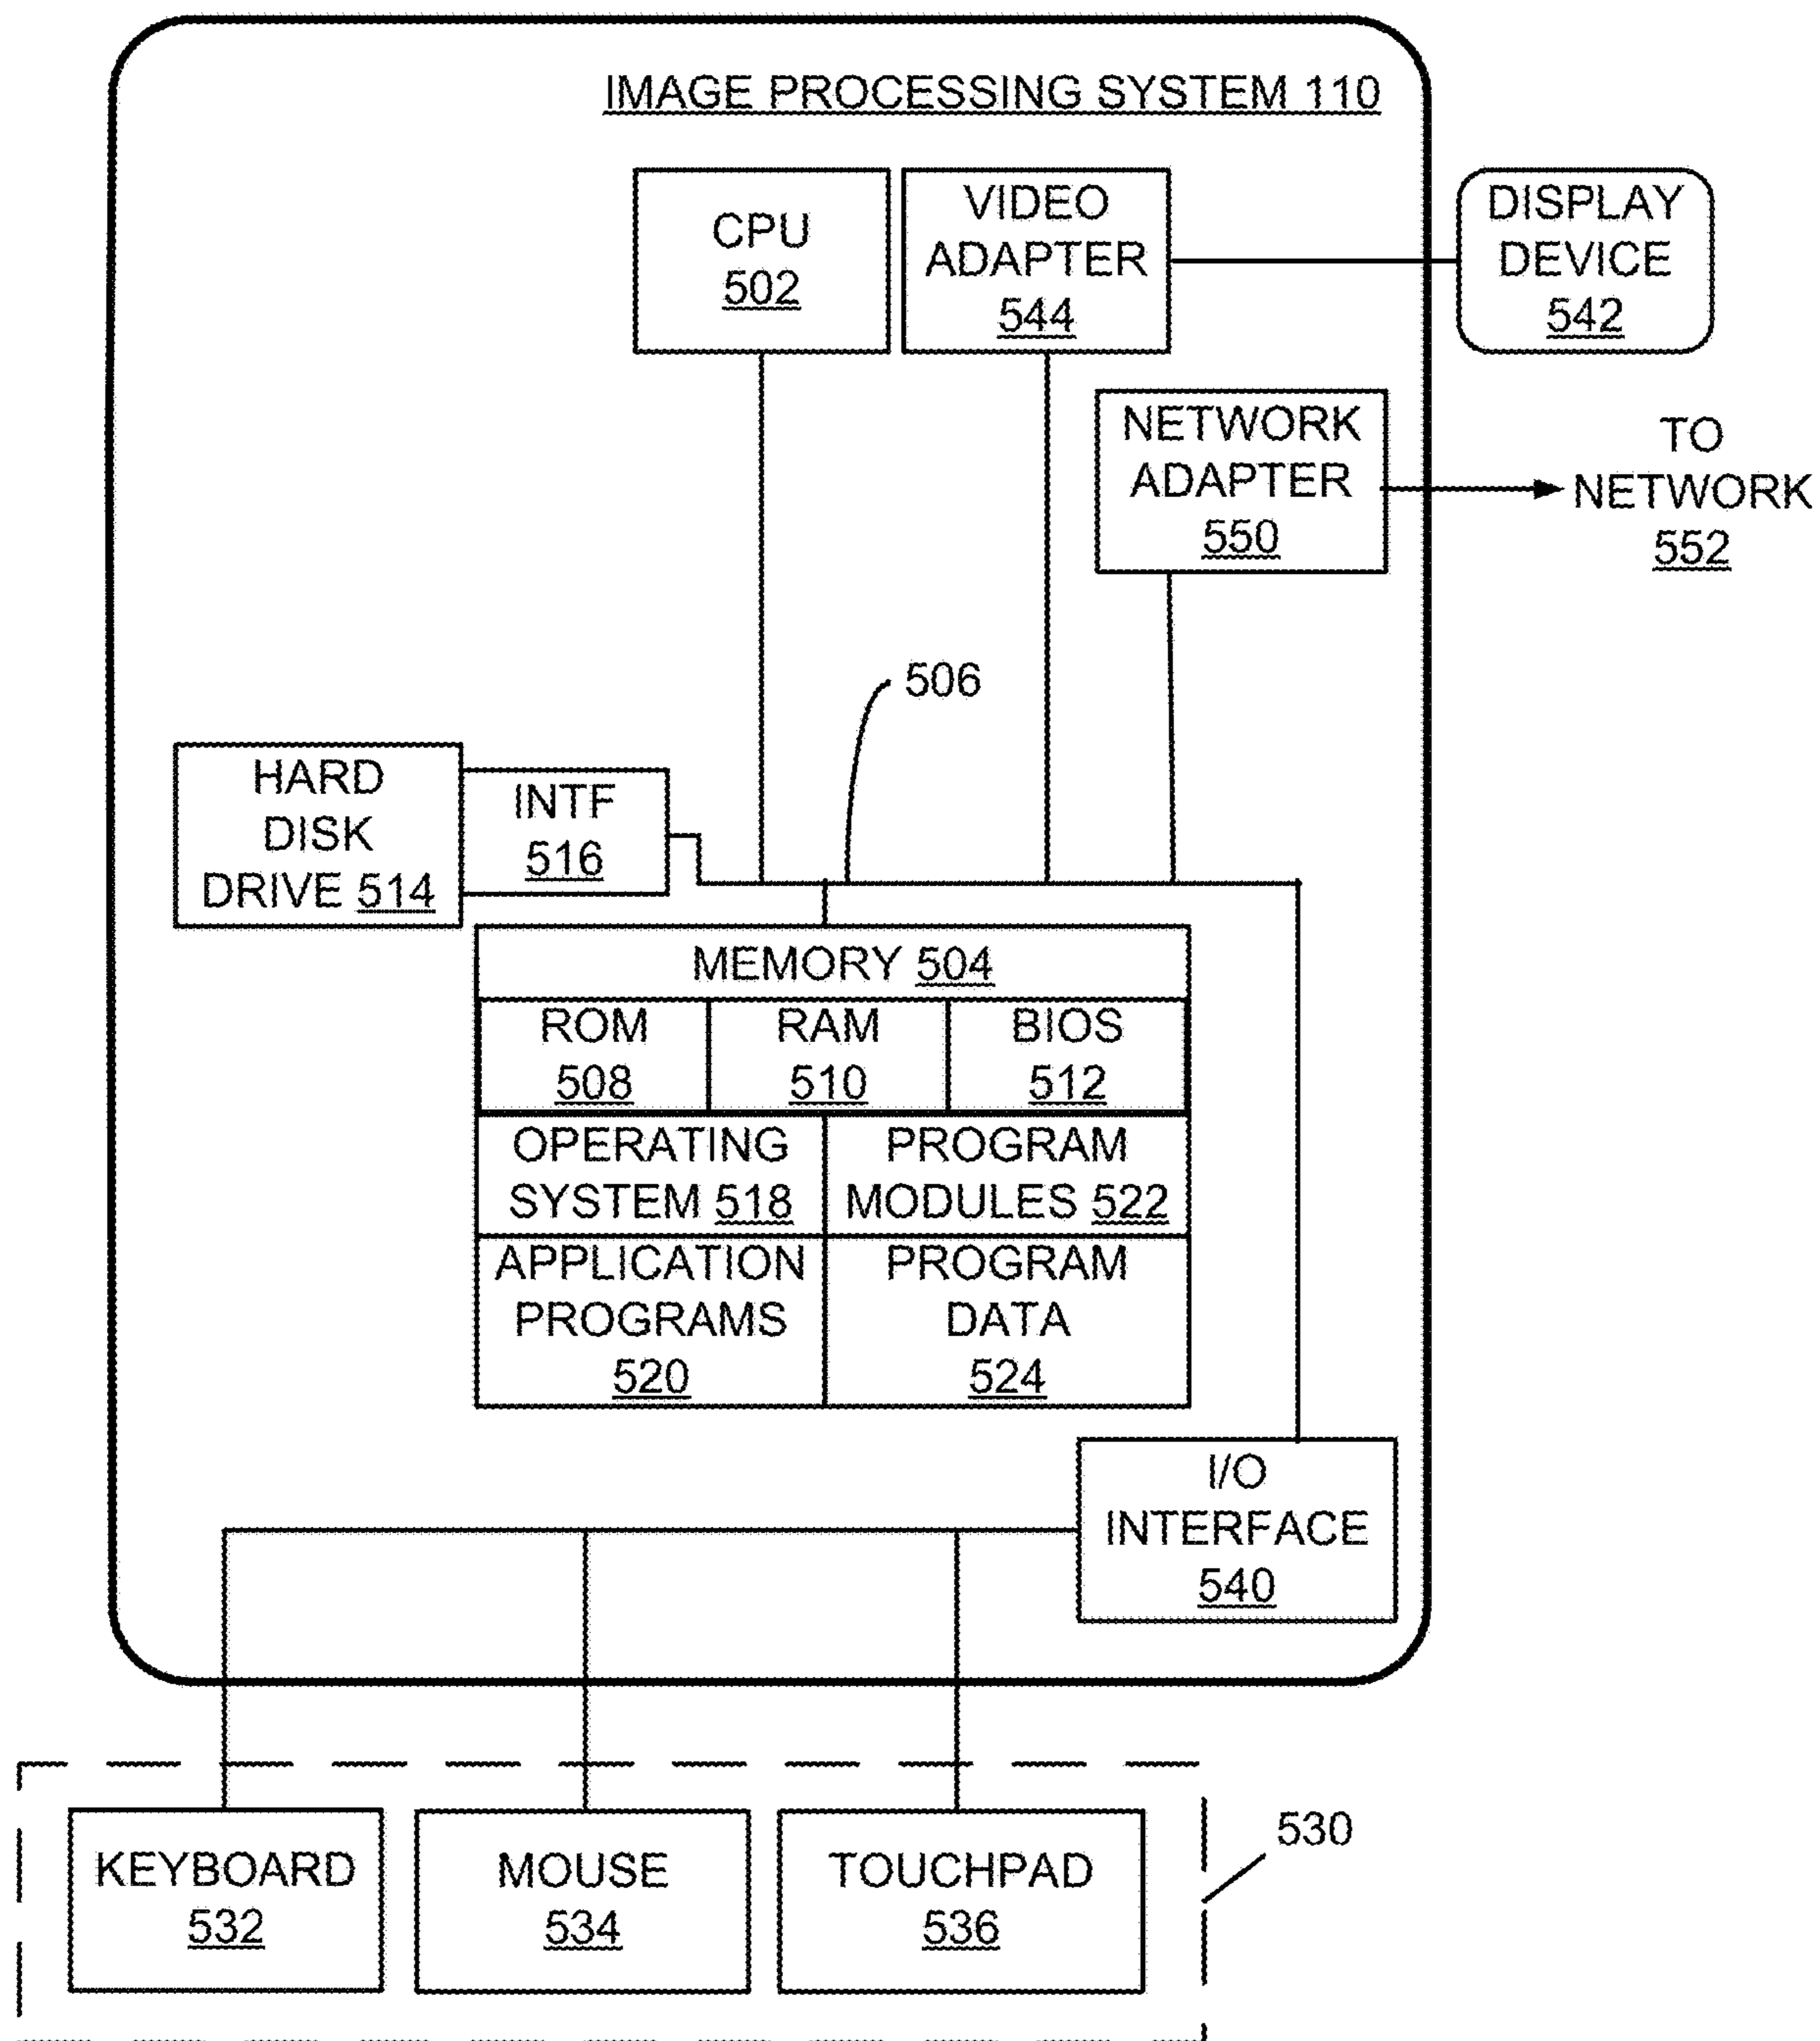 IMAGE PROCESSING SYSTEM 110
CPU
502
VIDEO
ADAPTER
544
DISPLAY
DEVICE
542
NETWORK
ADAPTER
550
TO
NETWORK
552
506
HARD
DISK
DRIVE 514
INTF
516
MEMORY 504
ROM
508
RAM
510
BIOS
512
OPERATING
SYSTEM 518
PROGRAM
MODULES 522
APPLICATION
PROGRAMS
520
PROGRAM
DATA
524
I/O
INTERFACE
540
KEYBOARD
532
MOUSE
534
TOUCHPAD
536
530